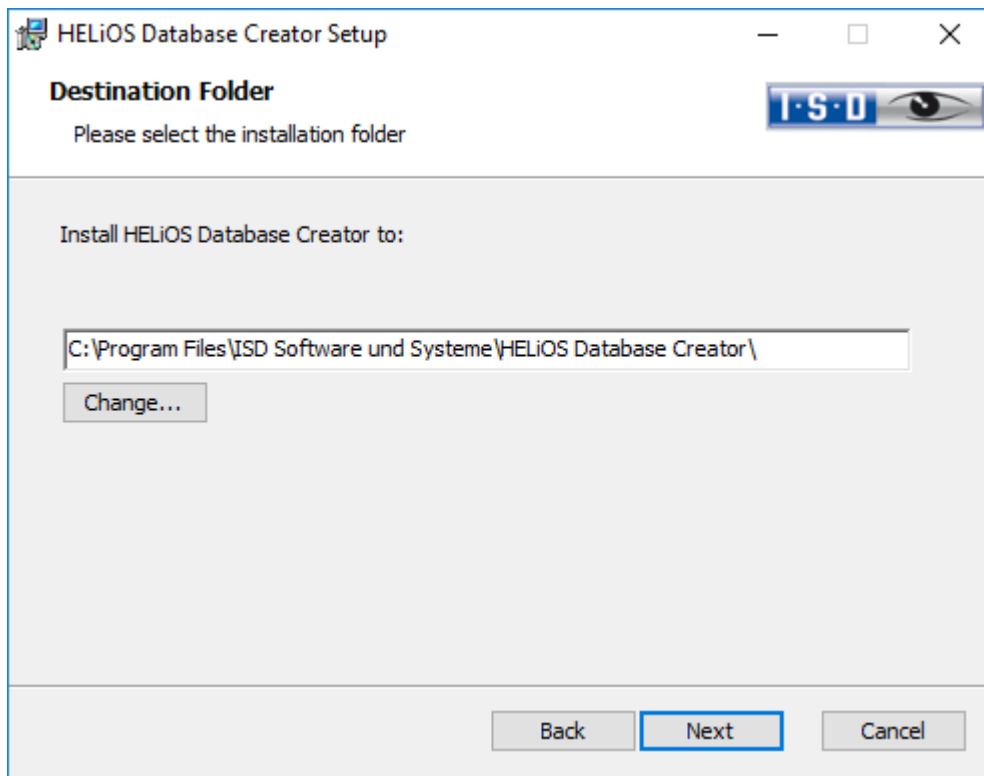 HELiOS Database Creator Setup
Destination Folder
I·S·D
Please select the installation folder
Install HELiOS Database Creator to:
C:\Program Files\ISD Software und Systeme\HELiOS Database Creator\
Change...
Back Next Cancel